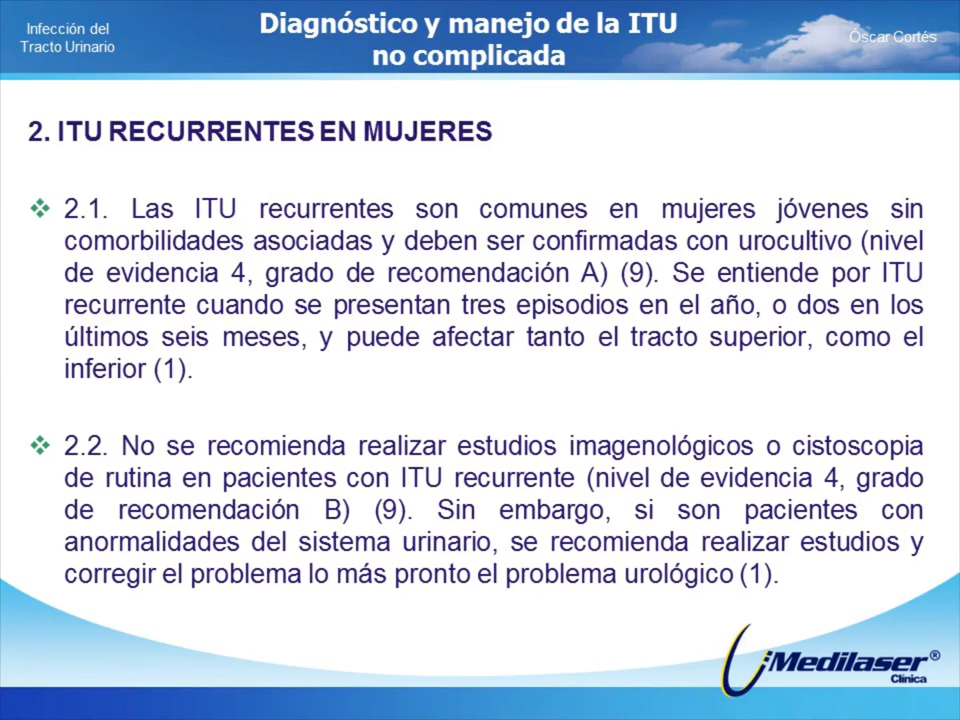 Infección del
Tracto Urinario
Diagnóstico y manejo de la ITU
no complicada
Óscar Cortés
2. ITU RECURRENTES EN MUJERES
❖ 2.1. Las ITU recurrentes son comunes en mujeres jóvenes sin
comorbilidades asociadas y deben ser confirmadas con urocultivo (nivel
de evidencia 4, grado de recomendación A) (9). Se entiende por ITU
recurrente cuando se presentan tres episodios en el año, o dos en los
últimos seis meses, y puede afectar tanto el tracto superior, como el
inferior (1).
❖ 2.2. No se recomienda realizar estudios imagenológicos o cistoscopia
de rutina en pacientes con ITU recurrente (nivel de evidencia 4, grado
de recomendación B) (9). Sin embargo, si son pacientes con
anormalidades del sistema urinario, se recomienda realizar estudios y
corregir el problema lo más pronto el problema urológico (1).
Medilaser®
Clínica